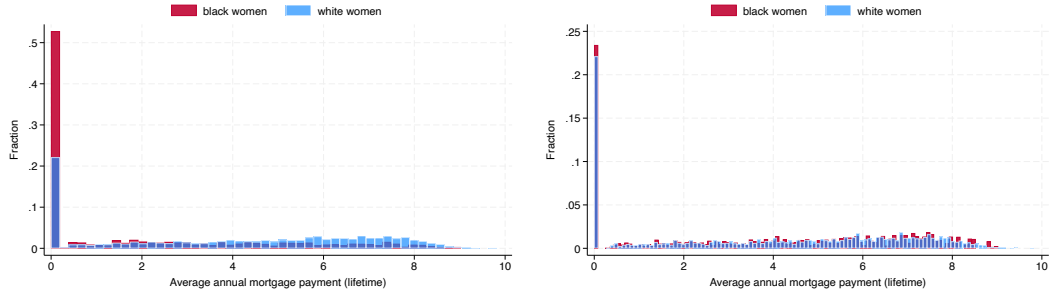 black women white women
.5
.4
.3
.2
.1
0
Fraction
0 2 4 6 8 10
Average annual mortgage payment (lifetime)
black women white women
.25
.2
.15
.1
.05
0
Fraction
0 2 4 6 8 10
Average annual mortgage payment (lifetime)